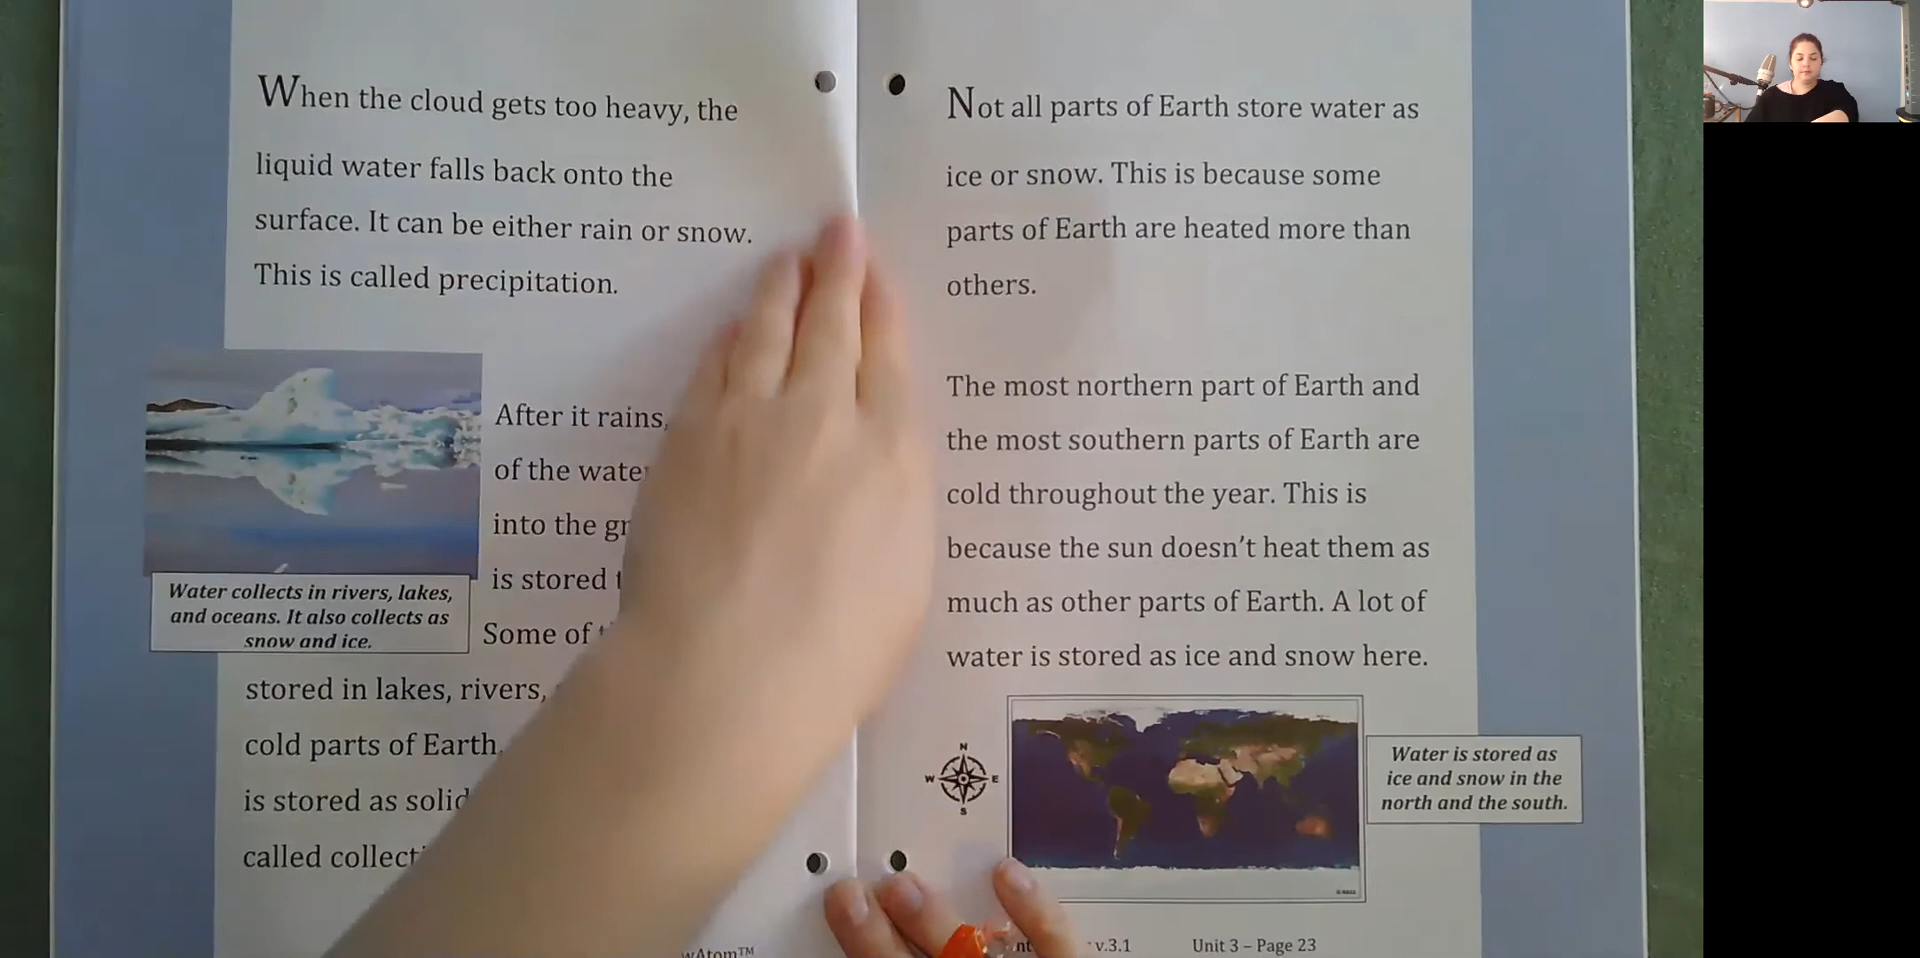 When the cloud gets too heavy, the
liquid water falls back onto the
surface. It can be either rain or snow.
This is called precipitation.
After it rains,
of the water
into the
is stored
Some of
stored in lakes, rivers,
cold parts of Earth.
is stored as solid
called
Water collects in rivers, lakes,
and oceans. It also collects as
snow and ice.
Not all parts of Earth store water as
ice or snow. This is because some
parts of Earth are heated more than
others.
The most northern part of Earth and
the most southern parts of Earth are
cold throughout the year. This is
because the sun doesn't heat them as
much as other parts of Earth. A lot of
water is stored as ice and snow here.
N
W E
S
Water is stored as
ice and snow in the
north and the south.
v.3.1 Unit 3 – Page 23